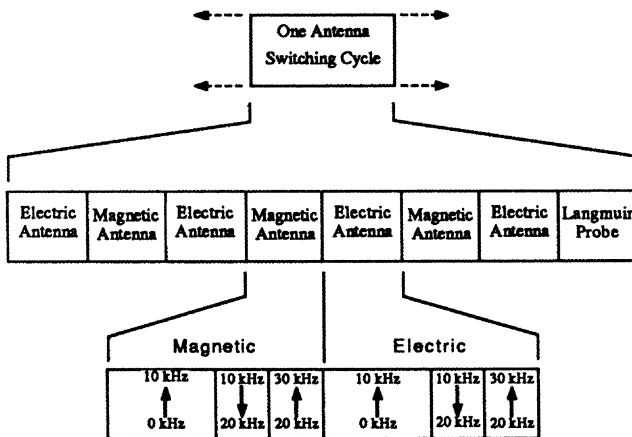 One Antenna
Switching Cycle
Electric Antenna
Magnetic Antenna
Electric Antenna
Magnetic Antenna
Electric Antenna
Magnetic Antenna
Electric Antenna
Langmuir Probe
Magnetic Electric
10 kHz 10 kHz 30 kHz 10 kHz 10 kHz 30 kHz
0 kHz 20 kHz 20 kHz 0 kHz 20 kHz 20 kHz